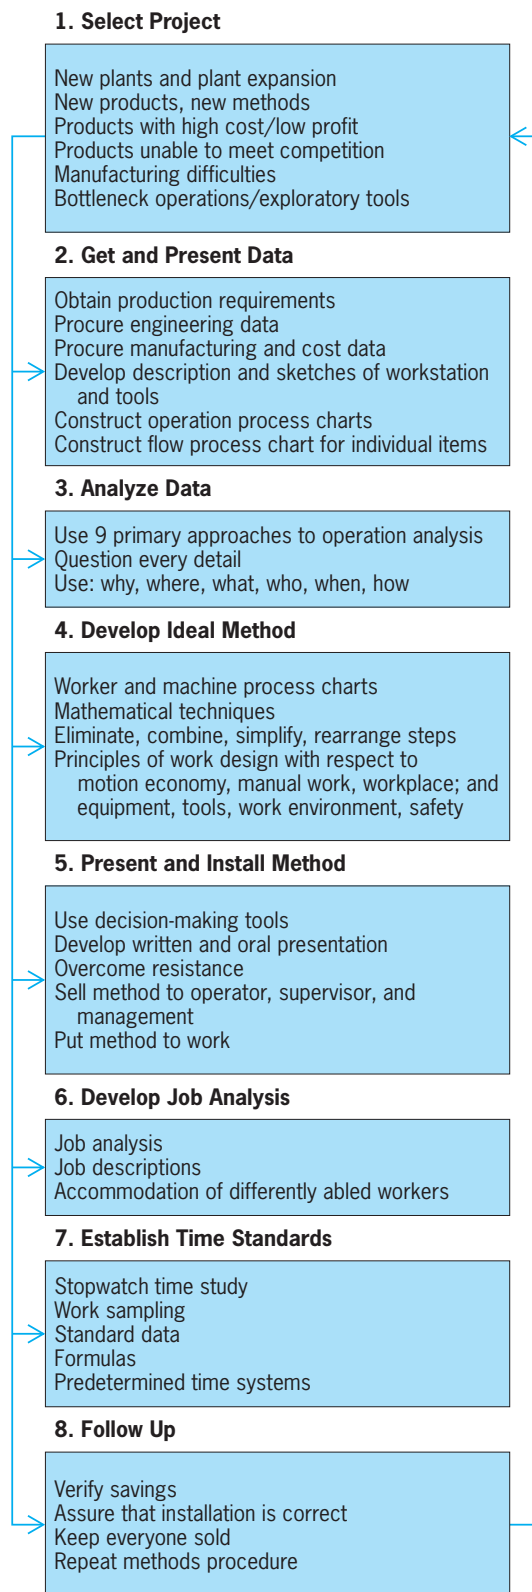 1. Select Project
New plants and plant expansion
New products, new methods
Products with high cost/low profit
Products unable to meet competition
Manufacturing difficulties
Bottleneck operations/exploratory tools
2. Get and Present Data
Obtain production requirements
Procure engineering data
Procure manufacturing and cost data
Develop description and sketches of workstation
and tools
Construct operation process charts
Construct flow process chart for individual items
3. Analyze Data
Use 9 primary approaches to operation analysis
Question every detail
Use: why, where, what, who, when, how
4. Develop Ideal Method
Worker and machine process charts
Mathematical techniques
Eliminate, combine, simplify, rearrange steps
Principles of work design with respect to
motion economy, manual work, workplace; and
equipment, tools, work environment, safety
5. Present and Install Method
Use decision-making tools
Develop written and oral presentation
Overcome resistance
Sell method to operator, supervisor, and
management
Put method to work
6. Develop Job Analysis
Job analysis
Job descriptions
Accommodation of differently abled workers
7. Establish Time Standards
Stopwatch time study
Work sampling
Standard data
Formulas
Predetermined time systems
8. Follow Up
Verify savings
Assure that installation is correct
Keep everyone sold
Repeat methods procedure